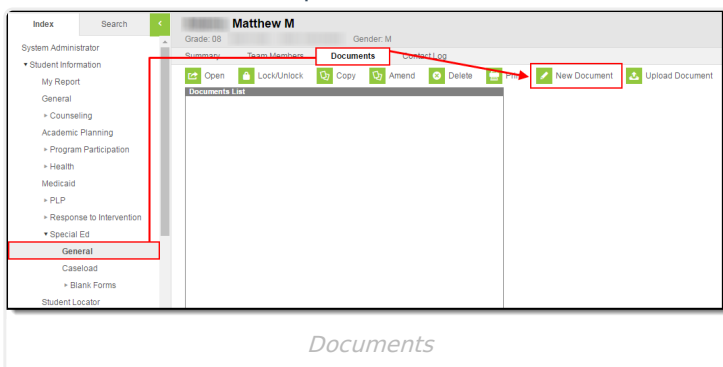 Index Search
Matthew M
Grade: 08 Gender: M
System Administrator
Summary Team Members Documents Contact Log
Student Information
Open Lock/Unlock Copy Amend Delete Print New Document Upload Document
My Report
Documents List
General
Counseling
Academic Planning
Program Participation
Health
Medicaid
PLP
Response to Intervention
Special Ed
General
Caseload
Blank Forms
Student Locator
Documents